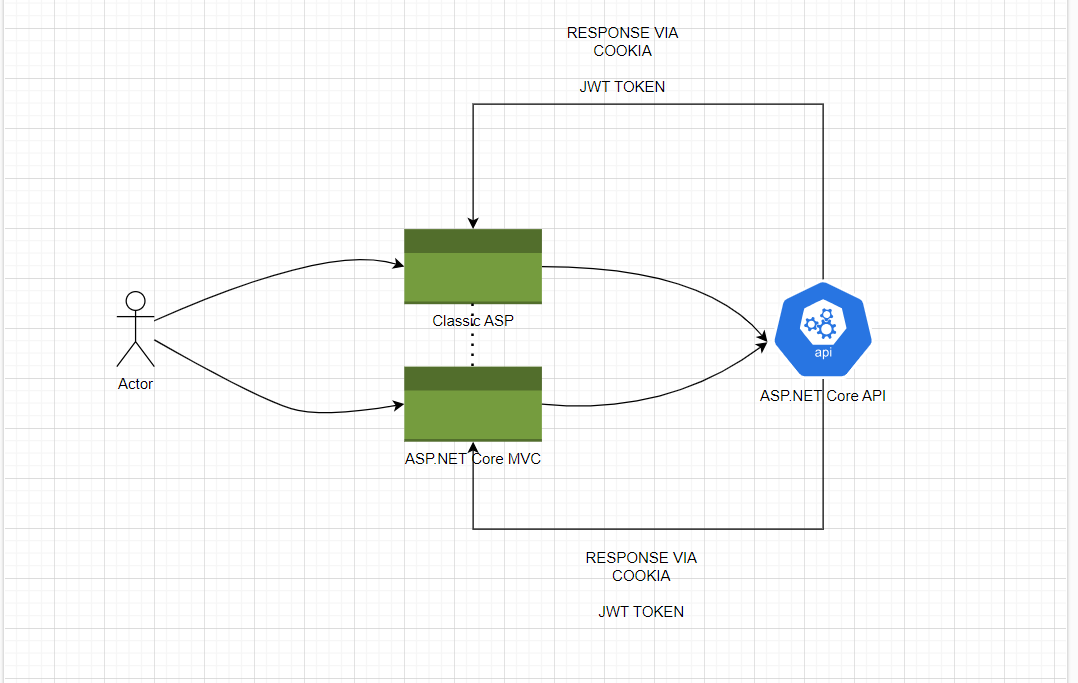 RESPONSE VIA
COOKIA
JWT TOKEN
Classic ASP
api
Actor
ASP.NET Core API
ASP.NET Core MVC
RESPONSE VIA
COOKIA
JWT TOKEN